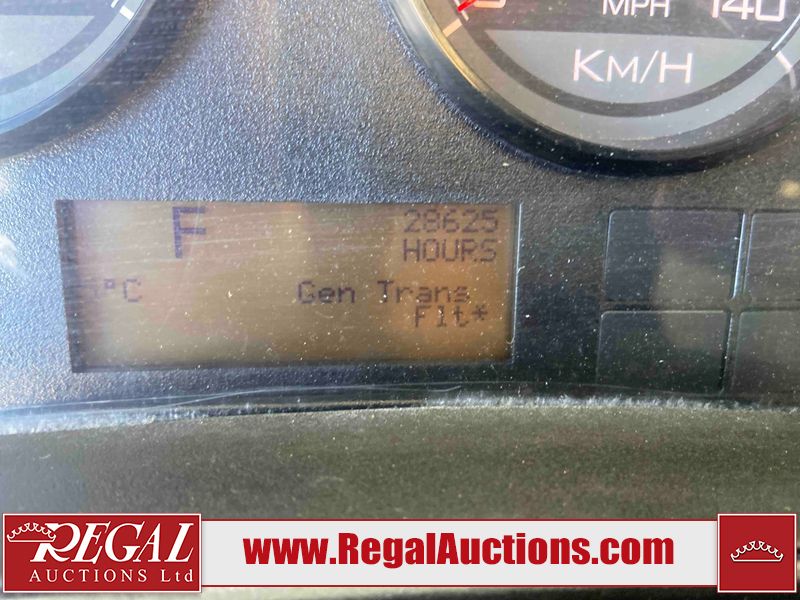 MPH 140
KM/H
F 28625
HOURS
°C Gen Trans
Flt*
REGAL
AUCTIONS Ltd
www.RegalAuctions.com